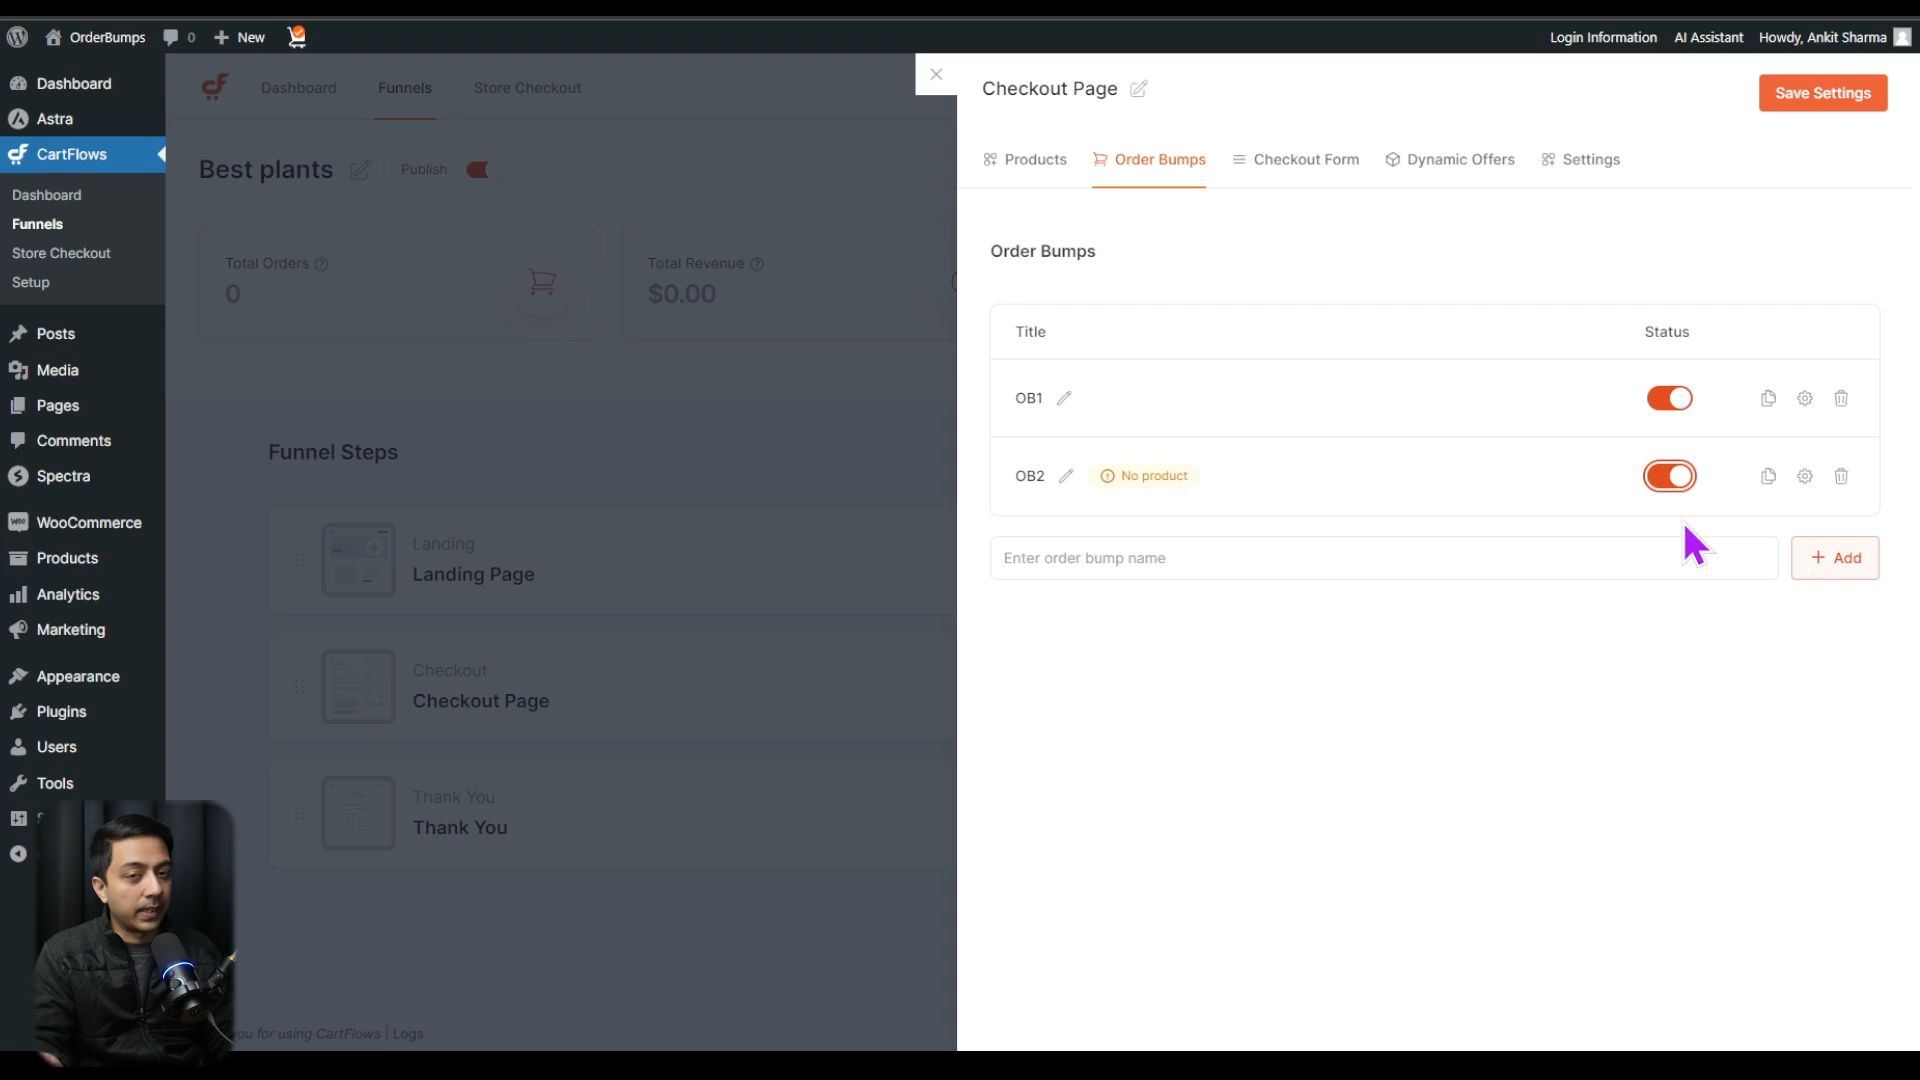 OrderBumps
0
New
Login Information
AI Assistant
Howdy, Ankit Sharma
Dashboard
Astra
CartFlows
Dashboard
Funnels
Store Checkout
Setup
Posts
Media
Pages
Comments
Spectra
WooCommerce
Products
Analytics
Marketing
Appearance
Plugins
Users
Tools
Dashboard
Funnels
Store Checkout
Best plants
Publish
Total Orders
0
Total Revenue
$0.00
Funnel Steps
Landing
Landing Page
Checkout
Checkout Page
Thank You
Thank You
you for using CartFlows | Logs
Checkout Page
Save Settings
Products
Order Bumps
Checkout Form
Dynamic Offers
Settings
Order Bumps
Title
Status
OB1
OB2
No product
Enter order bump name
+ Add